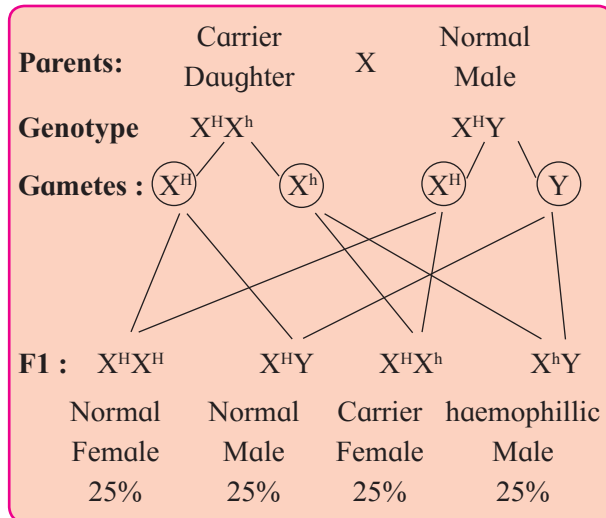 Parents: Carrier Daughter X Normal Male
Genotype XᴴXʰ XᴴY
Gametes : Xᴴ Xʰ Xᴴ Y
F1 : XᴴXᴴ XᴴY XᴴXʰ XʰY
Normal Normal Carrier haemophillic
Female Male Female Male
25% 25% 25% 25%